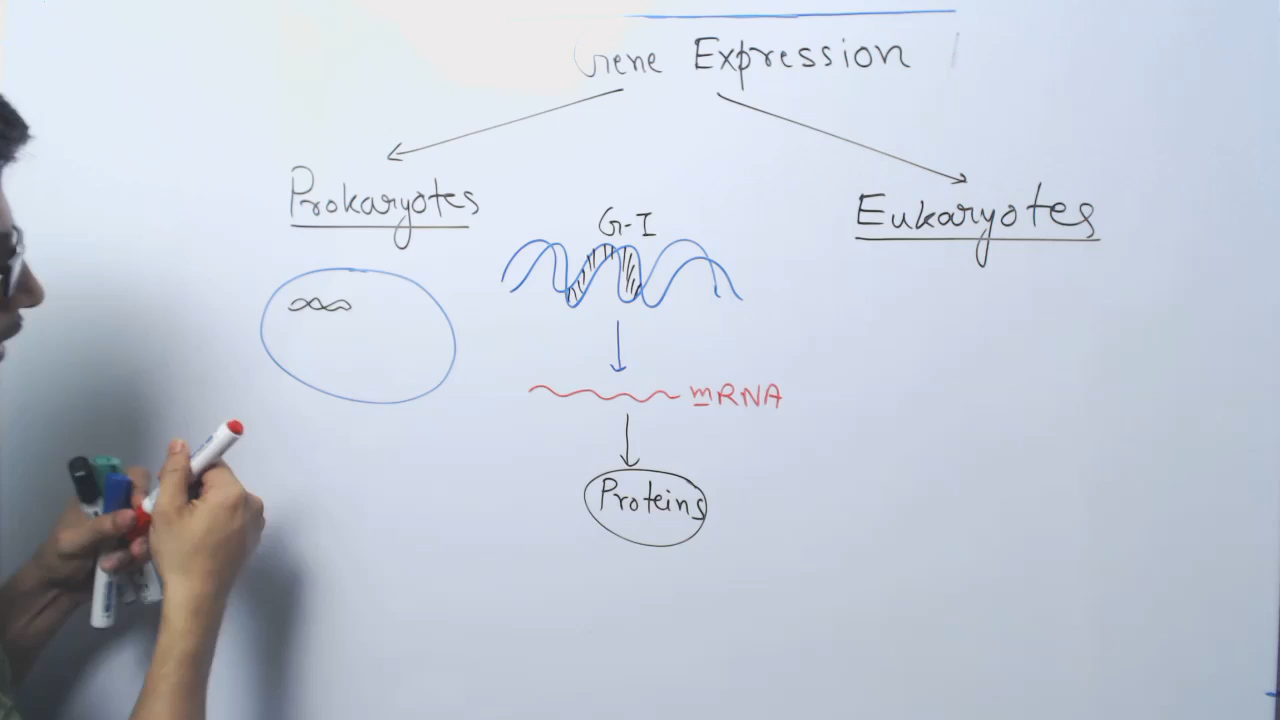 Gene Expression
Prokaryotes
Eukaryotes
G-I
mRNA
Proteins